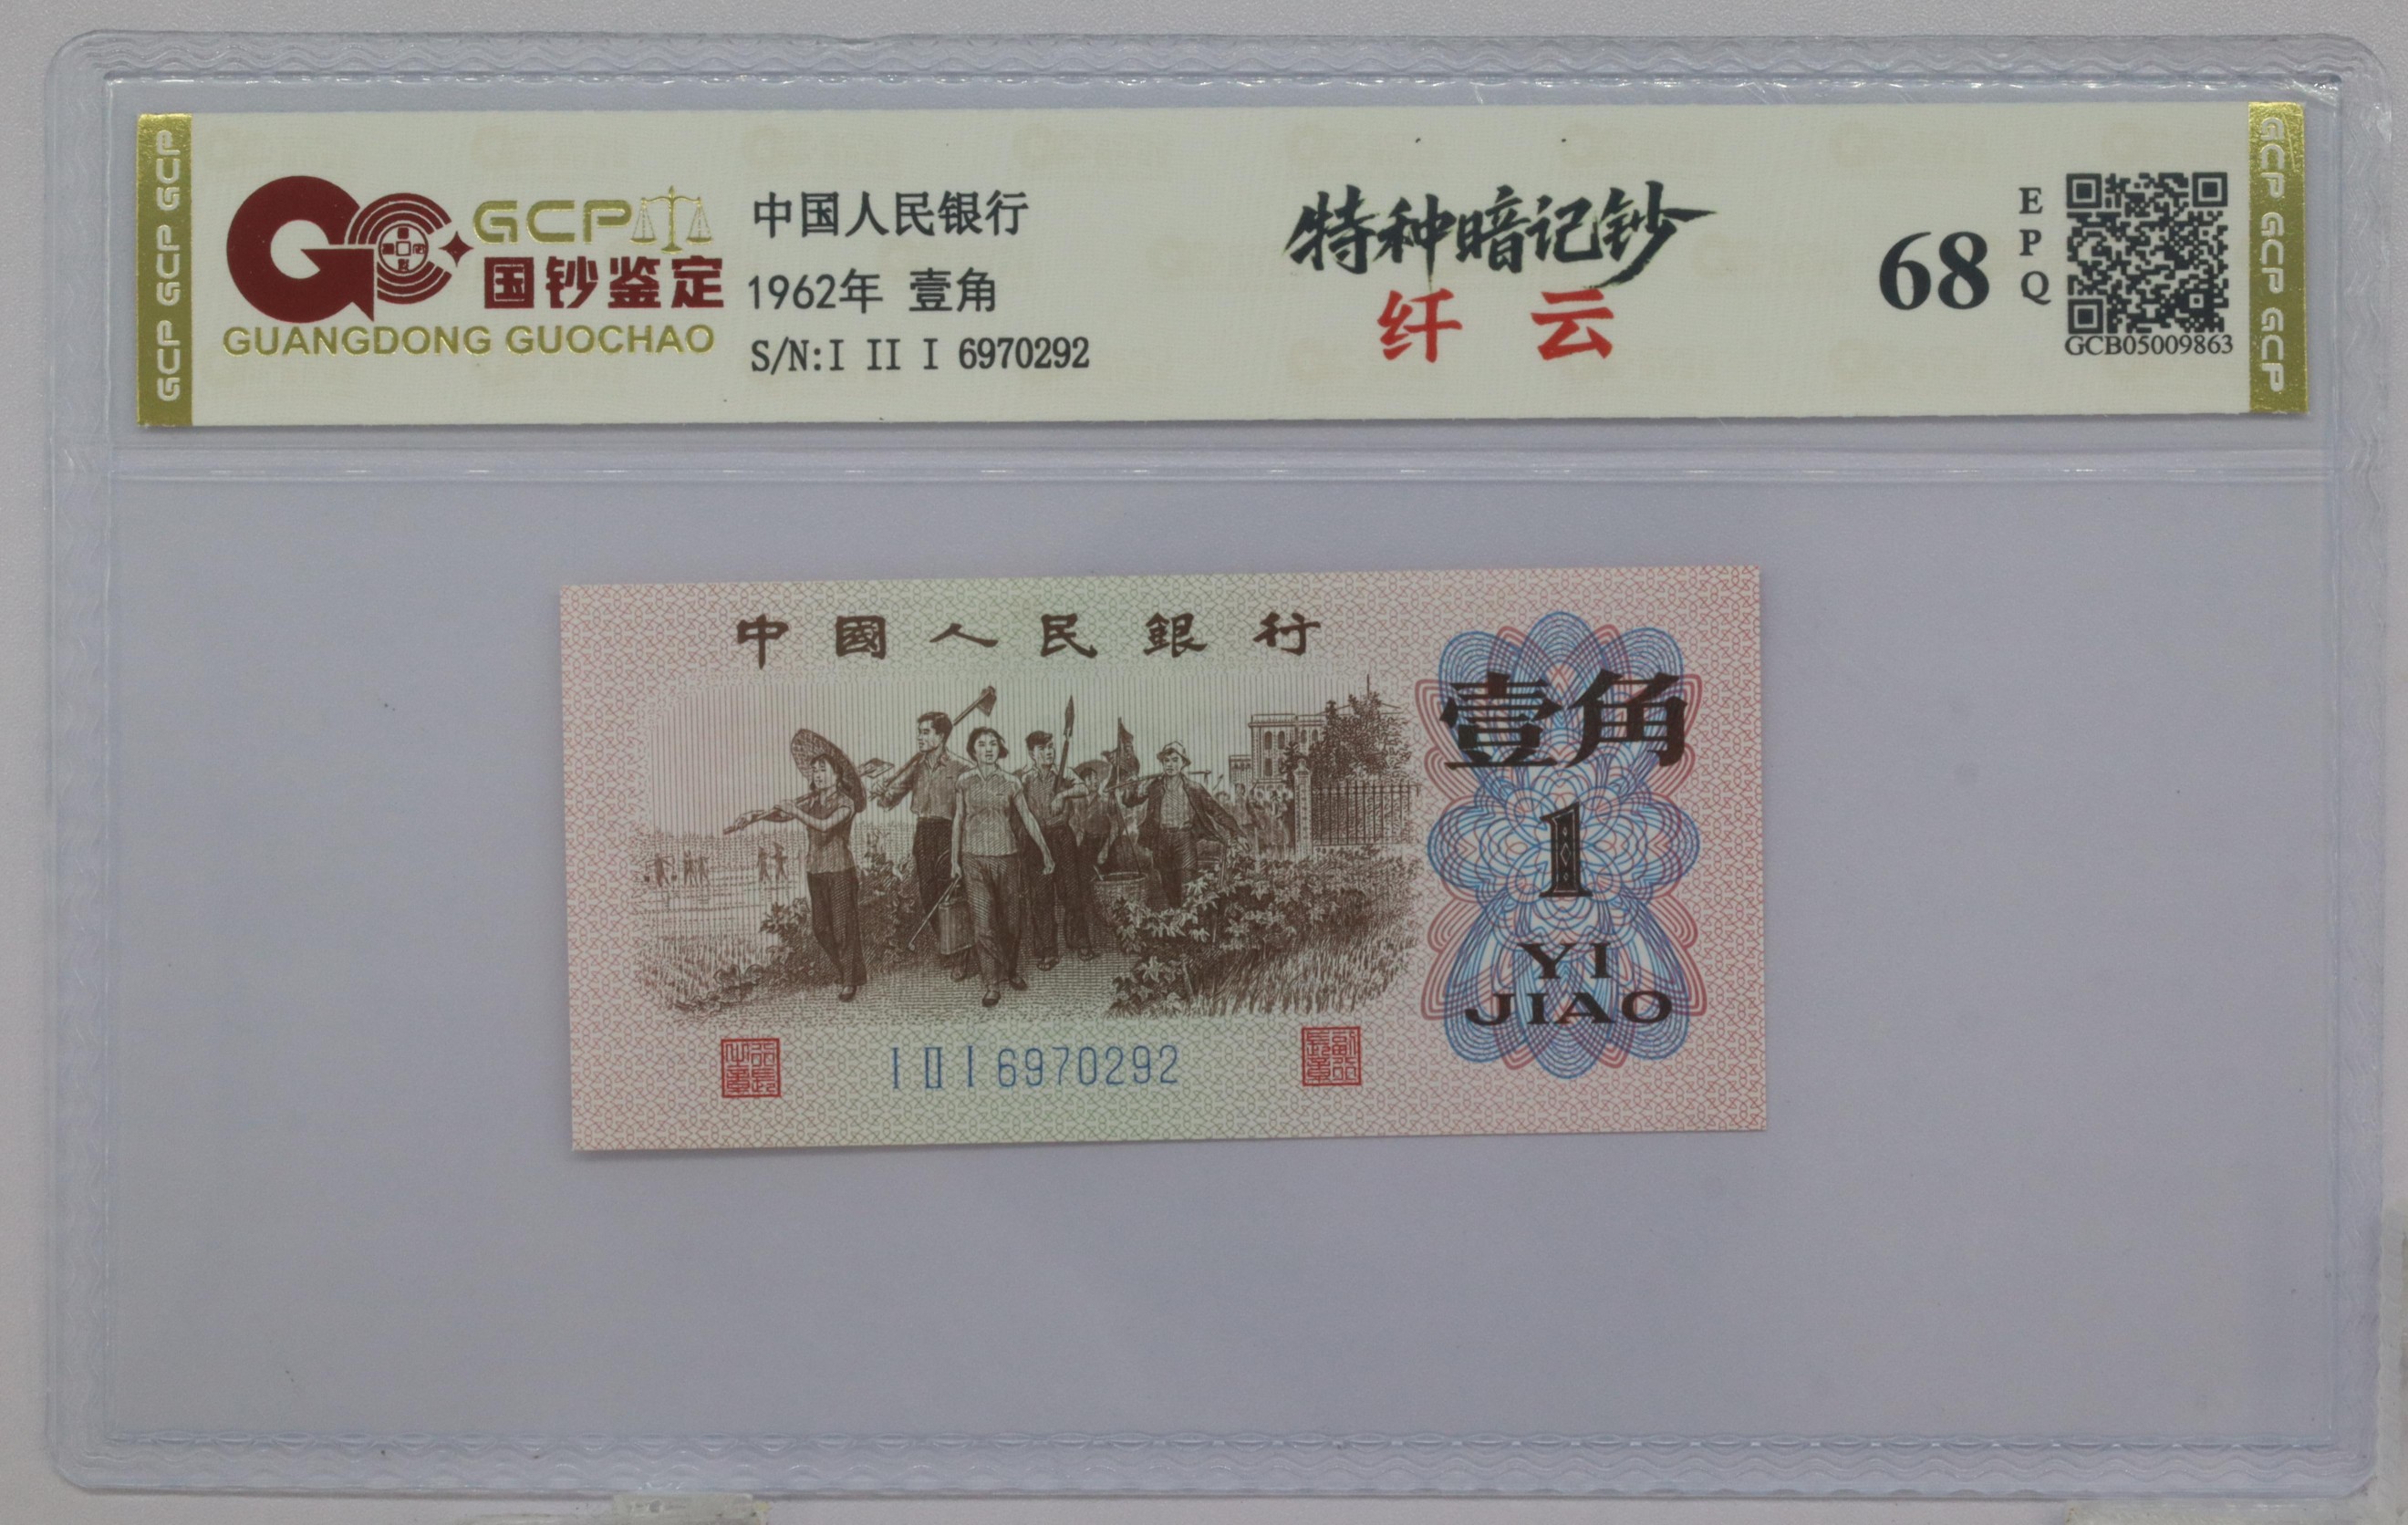 GCP GCP GCP
GCP
国钞鉴定
GUANGDONG GUOCHAO
中国人民银行
1962年 壹角
S/N:I II I 6970292
特种暗记钞
纤云
68
EPQ
GCB05009863
GCP GCP GCP
中國人民銀行
壹角
1
YI
JIAO
I II I 6970292